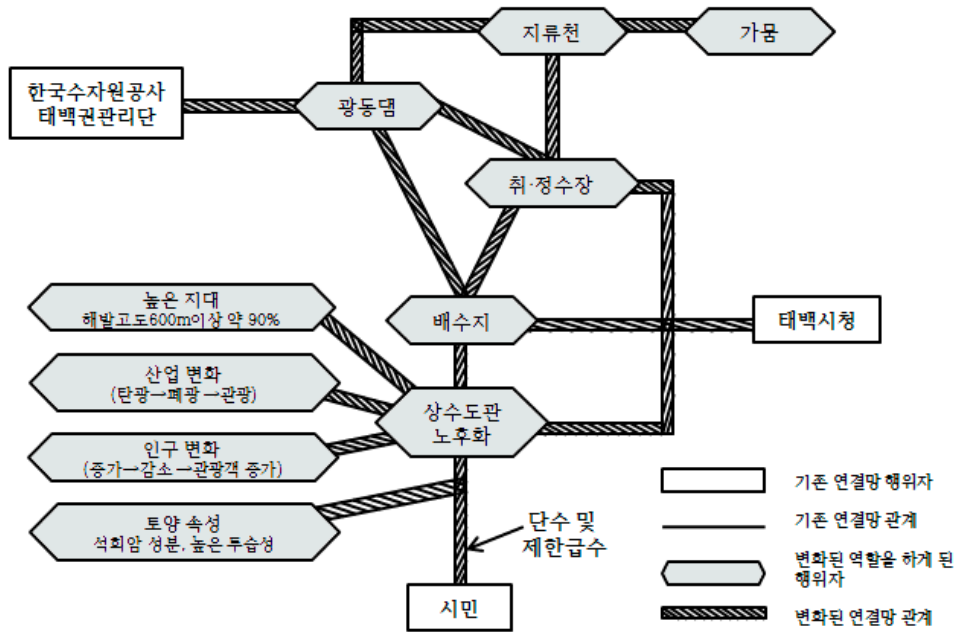 지류천
가뭄
한국수자원공사
태백권관리단
광동댐
취·정수장
높은 지대
해발고도600m이상 약 90%
배수지
태백시청
산업 변화
(탄광→폐광→관광)
상수도관
노후화
인구 변화
(증가→감소→관광객 증가)
토양 속성
석회암 성분, 높은 투습성
단수 및
제한급수
시민
기존 연결망 행위자
기존 연결망 관계
변화된 역할을 하게 된
행위자
변화된 연결망 관계